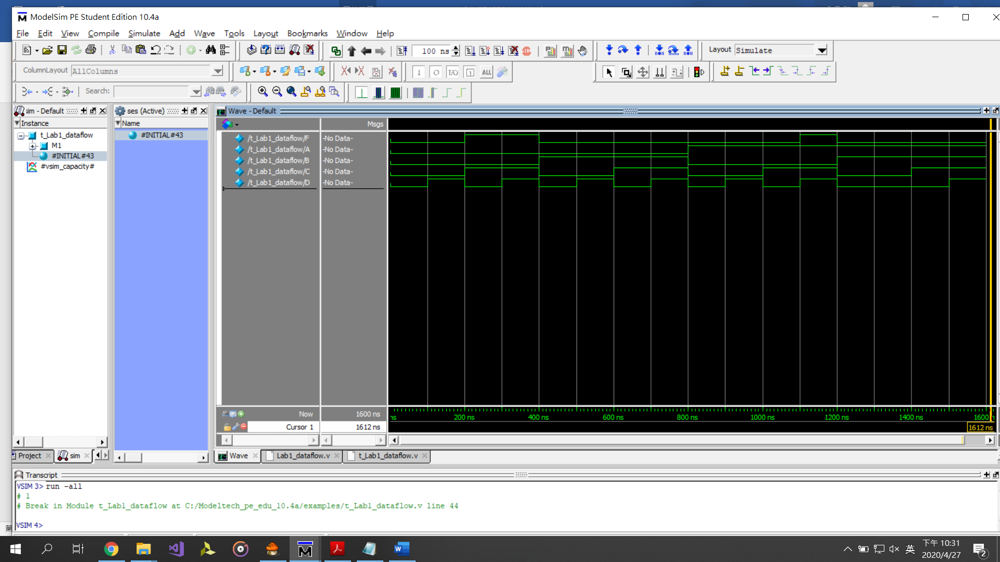 ModelSim PE Student Edition 10.4a
File Edit View Compile Simulate Add Wave Tools Layout Bookmarks Window Help
100 ns
Layout Simulate
ColumnLayout AllColumns
ALL
Search:
sim - Default
ses (Active)
Wave - Default
Instance
Name
Msgs
t_Lab1_dataflow
M1
#INITIAL#43
#vsim_capacity#
#INITIAL#43
/t_Lab1_dataflow/F -No Data-
/t_Lab1_dataflow/A -No Data-
/t_Lab1_dataflow/B -No Data-
/t_Lab1_dataflow/C -No Data-
/t_Lab1_dataflow/D -No Data-
Now 1600 ns
ns 200 ns 400 ns 600 ns 800 ns 1000 ns 1200 ns 1400 ns 1600 n
Cursor 1 1612 ns
1612 ns
Project sim
Wave Lab1_dataflow.v t_Lab1_dataflow.v
Transcript
VSIM 3> run -all
# 1
# Break in Module t_Lab1_dataflow at C:/Modeltech_pe_edu_10.4a/examples/t_Lab1_dataflow.v line 44
VSIM 4>
第
英
下午 10:31
2020/4/27
2